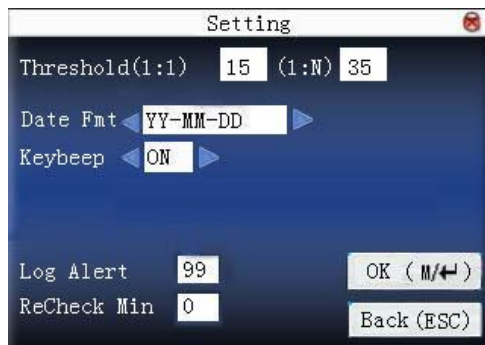 Setting
Threshold(1:1) 15 (1:N) 35
Date Fmt YY-MM-DD
Keybeep ON
Log Alert 99
OK (M/↵)
ReCheck Min 0
Back(ESC)